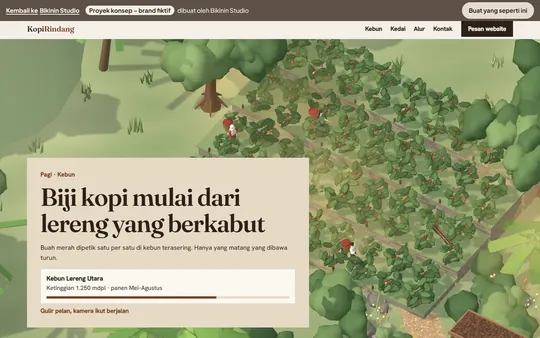 Kembali ke Bikinin Studio
Proyek konsep – brand fiktif
dibuat oleh Bikinin Studio
Buat yang seperti ini
KopiRindang
Kebun
Kedai
Alur
Kontak
Pesan website
Pagi · Kebun
Biji kopi mulai dari
lereng yang berkabut
Buah merah dipetik satu per satu di kebun terasering. Hanya yang matang yang dibawa
turun.
Kebun Lereng Utara
Ketinggian 1.250 mdpl · panen Mei-Agustus
Gulir pelan, kamera ikut berjalan